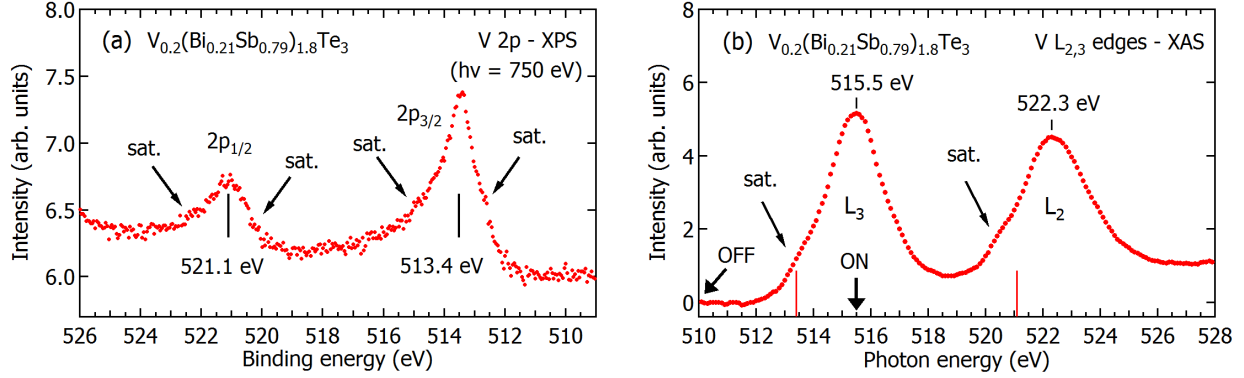 (a) V0.2(Bi0.21Sb0.79)1.8Te3 V 2p - XPS
(hv = 750 eV)
2p3/2
sat.
sat.
sat.
2p1/2
sat.
521.1 eV
513.4 eV
8.0
7.5
7.0
6.5
6.0
Intensity (arb. units)
526 524 522 520 518 516 514 512 510
Binding energy (eV)
(b) V0.2(Bi0.21Sb0.79)1.8Te3 V L2,3 edges - XAS
515.5 eV
522.3 eV
sat.
sat.
L3
L2
OFF
ON
8
6
4
2
0
Intensity (arb. units)
510 512 514 516 518 520 522 524 526 528
Photon energy (eV)